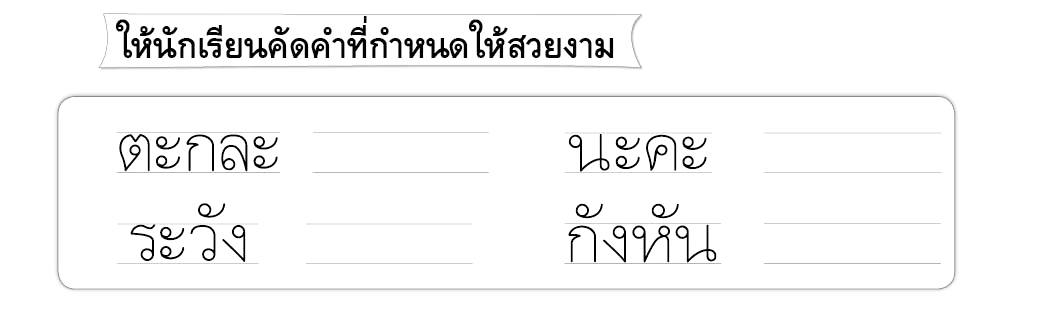 ให้นักเรียนคัดคำที่กำหนดให้สวยงาม
ตะกละ นะคะ
ระวัง กังหัน